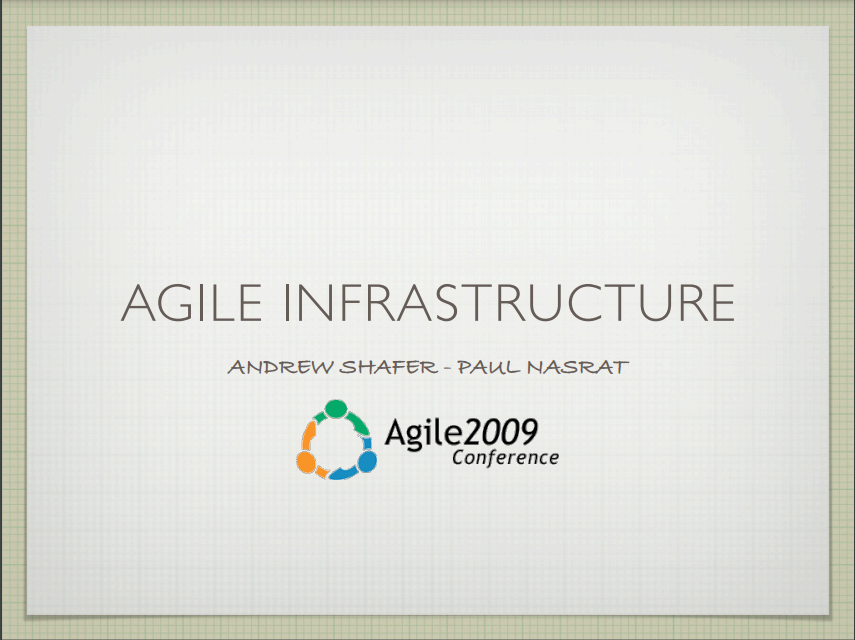 AGILE INFRASTRUCTURE
ANDREW SHAFER - PAUL NASRAT
Agile2009
Conference